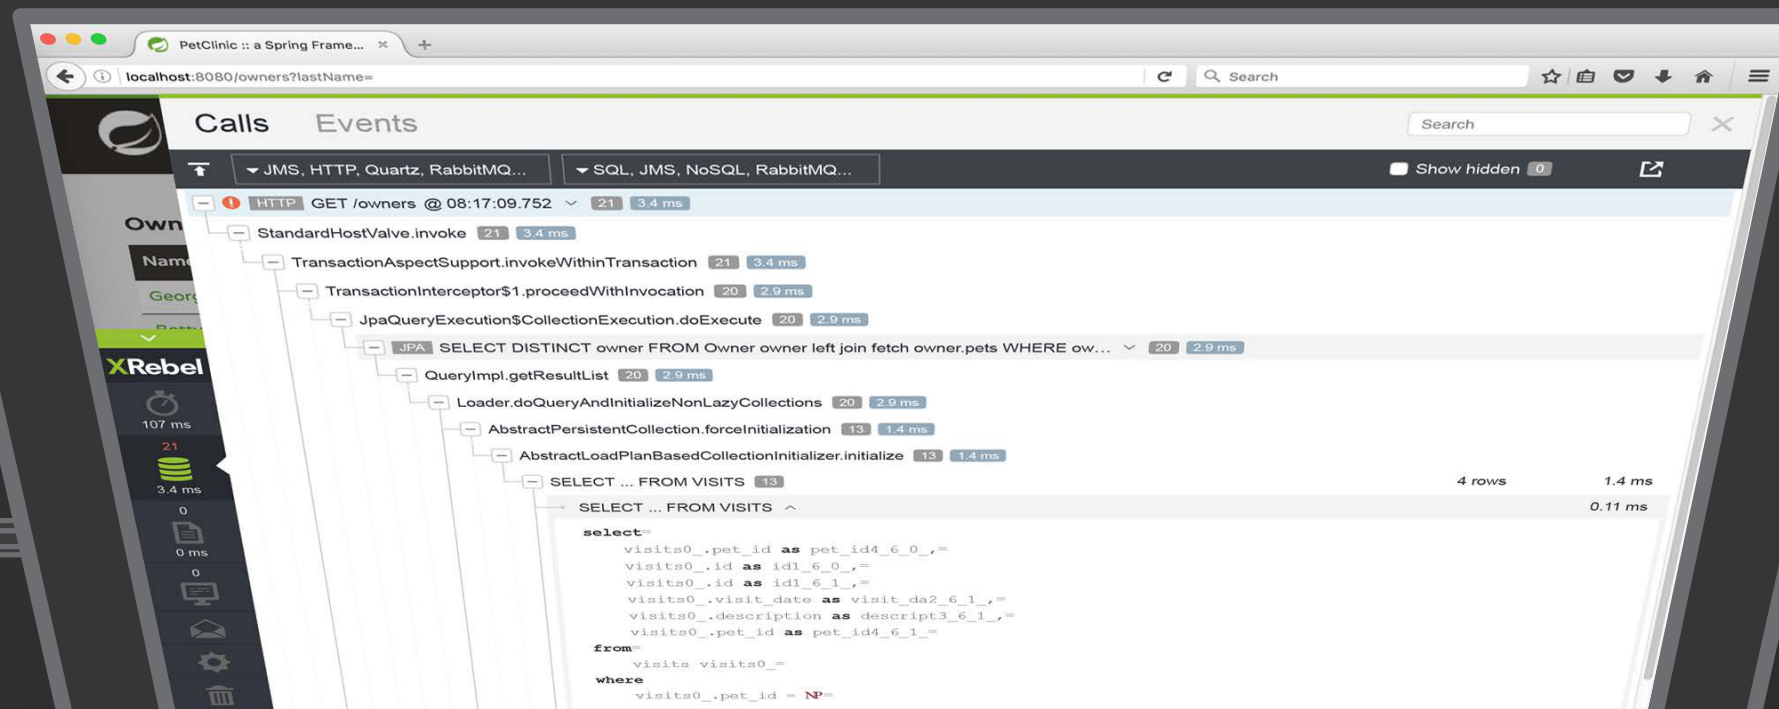 PetClinic :: a Spring Frame...
localhost:8080/owners?lastName=
Search
Calls Events
Search
JMS, HTTP, Quartz, RabbitMQ... SQL, JMS, NoSQL, RabbitMQ... Show hidden 0
HTTP GET /owners @ 08:17:09.752 21 3.4 ms
Own
StandardHostValve.invoke 21 3.4 ms
Name
TransactionAspectSupport.invokeWithinTransaction 21 3.4 ms
Georg
TransactionInterceptor$1.proceedWithInvocation 20 2.9 ms
JpaQueryExecution$CollectionExecution.doExecute 20 2.9 ms
JPA SELECT DISTINCT owner FROM Owner owner left join fetch owner.pets WHERE ow... 20 2.9 ms
XRebel
QueryImpl.getResultList 20 2.9 ms
Loader.doQueryAndInitializeNonLazyCollections 20 2.9 ms
107 ms
AbstractPersistentCollection.forceInitialization 13 1.4 ms
21
AbstractLoadPlanBasedCollectionInitializer.initialize 13 1.4 ms
SELECT ... FROM VISITS 13 4 rows 1.4 ms
3.4 ms
SELECT ... FROM VISITS 0.11 ms
0
select=
visits0_.pet_id as pet_id4_6_0_,=
0 ms
visits0_.id as id1_6_0_,=
0
visits0_.id as id1_6_1_,=
visits0_.visit_date as visit_da2_6_1_,=
visits0_.description as descript3_6_1_,=
visits0_.pet_id as pet_id4_6_1_=
from=
visits visits0_=
where
visits0_.pet_id = NP=